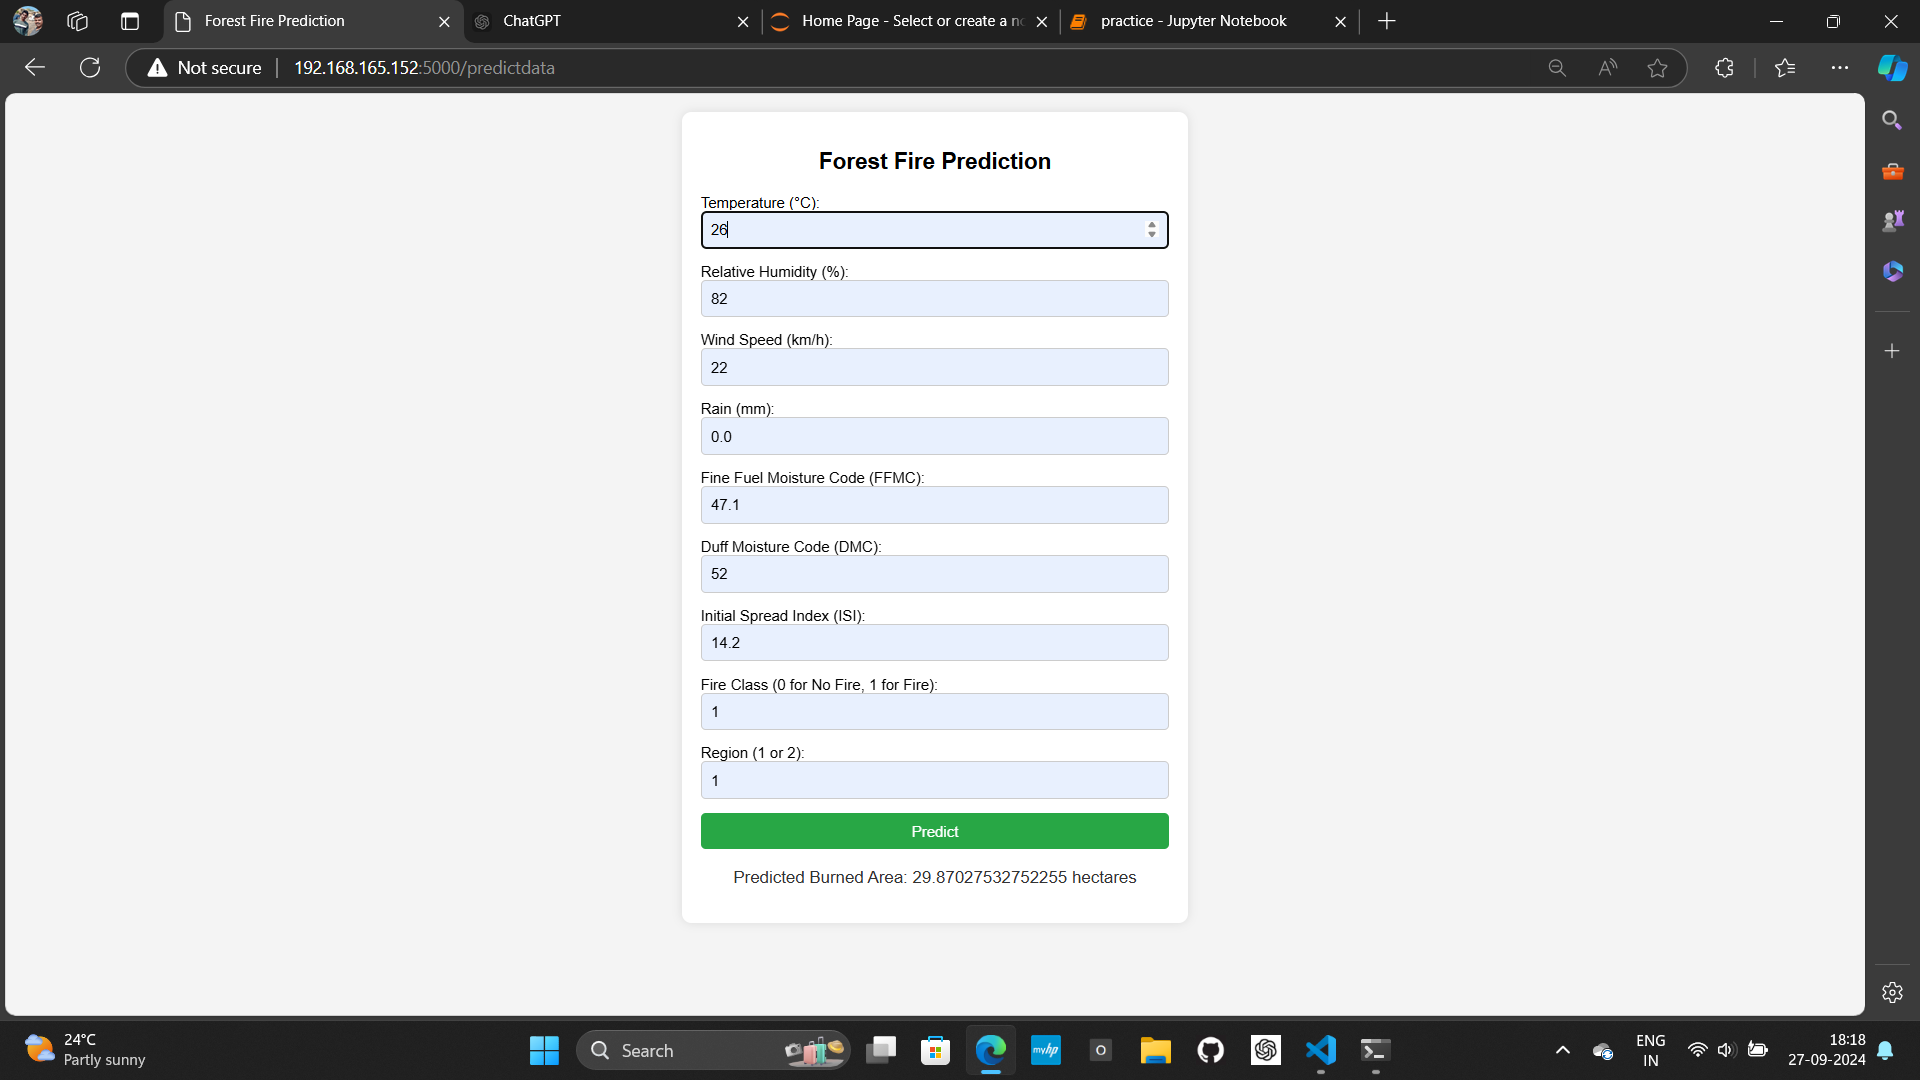 Forest Fire Prediction
ChatGPT
Home Page - Select or create a no
practice - Jupyter Notebook
Not secure
192.168.165.152:5000/predictdata
Forest Fire Prediction
Temperature (°C):
26
Relative Humidity (%):
82
Wind Speed (km/h):
22
Rain (mm):
0.0
Fine Fuel Moisture Code (FFMC):
47.1
Duff Moisture Code (DMC):
52
Initial Spread Index (ISI):
14.2
Fire Class (0 for No Fire, 1 for Fire):
1
Region (1 or 2):
1
Predict
Predicted Burned Area: 29.87027532752255 hectares
24°C
Partly sunny
Search
myhp
O
ENG
IN
18:18
27-09-2024